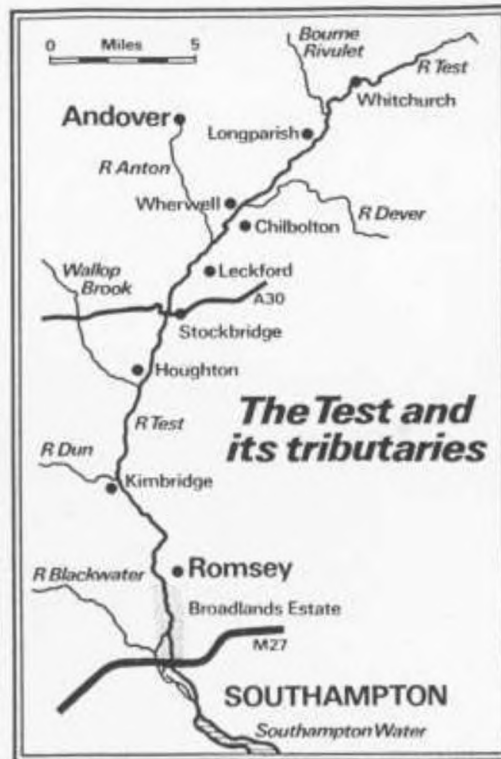 0 Miles 5
Bourne
Rivulet
R Test
Whitchurch
Andover
Longparish
R Anton
Wherwell
R Dever
Chilbolton
Wallop
Brook
Leckford
A30
Stockbridge
Houghton
The Test and
its tributaries
R Test
R Dun
Kimbridge
Romsey
R Blackwater
Broadlands Estate
M27
SOUTHAMPTON
Southampton Water